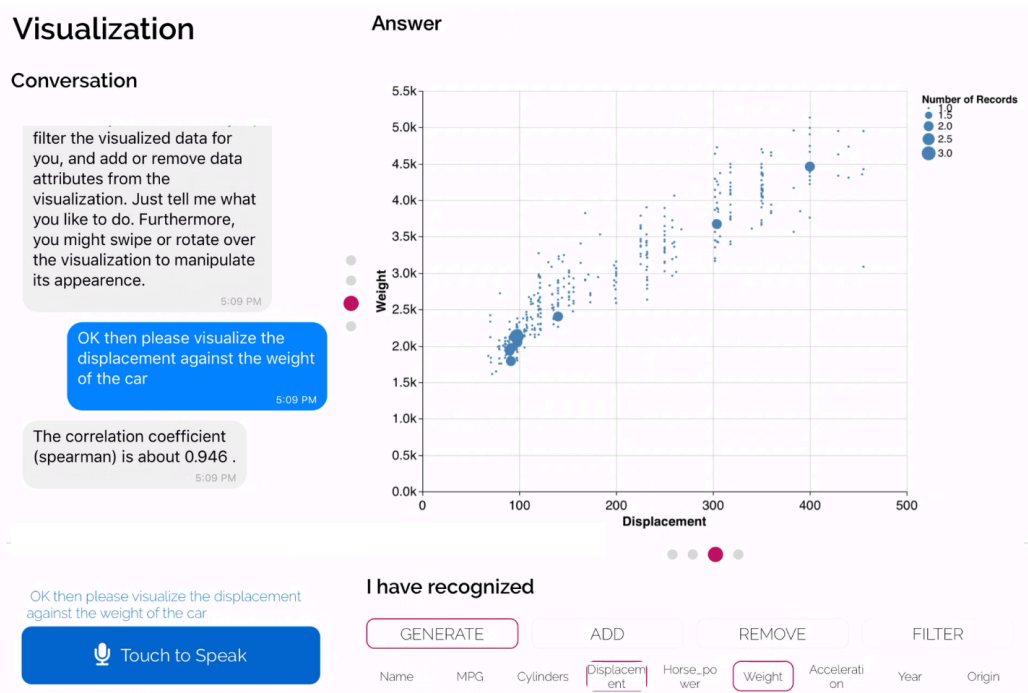 Visualization
Conversation
filter the visualized data for
you, and add or remove data
attributes from the
visualization. Just tell me what
you like to do. Furthermore,
you might swipe or rotate over
the visualization to manipulate
its appearence.
5:09 PM
OK then please visualize the
displacement against the weight
of the car
5:09 PM
The correlation coefficient
(spearman) is about 0.946 .
5:09 PM
OK then please visualize the displacement
against the weight of the car
Touch to Speak
Answer
5.5k
5.0k
4.5k
4.0k
3.5k
3.0k
2.5k
2.0k
1.5k
1.0k
0.5k
0.0k
Weight
0 100 200 300 400 500
Displacement
Number of Records
1.0
1.5
2.0
2.5
3.0
I have recognized
GENERATE ADD REMOVE FILTER
Name MPG Cylinders Displacem Horse_po Weight Accelerati Year Origin
ent wer on